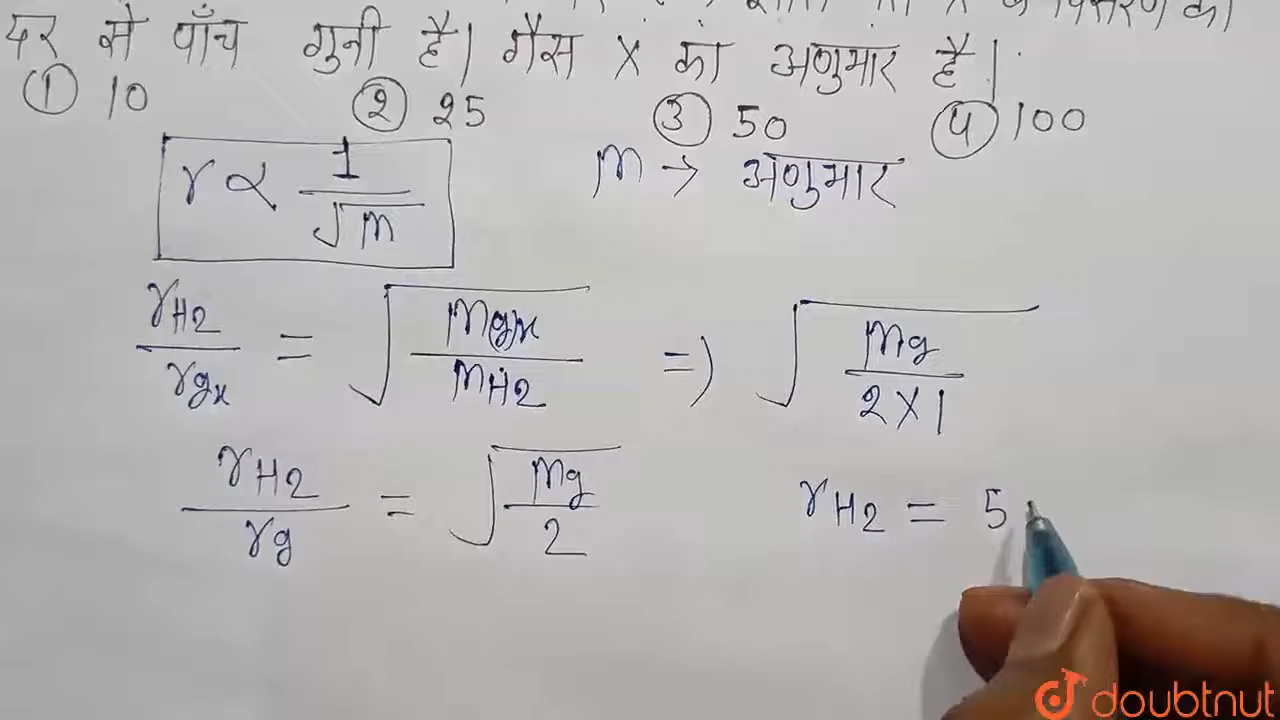 दर से पाँच गुनी है। गैस X का अणुभार है।
① 10 ② 25 ③ 50 ④ 100
r ∝ 1/√m m → अणुभार
rH2/rgx = √(Mgx/MH2) => √(Mg/2×1)
rH2/rg = √(Mg/2) rH2 = 5
doubtnut